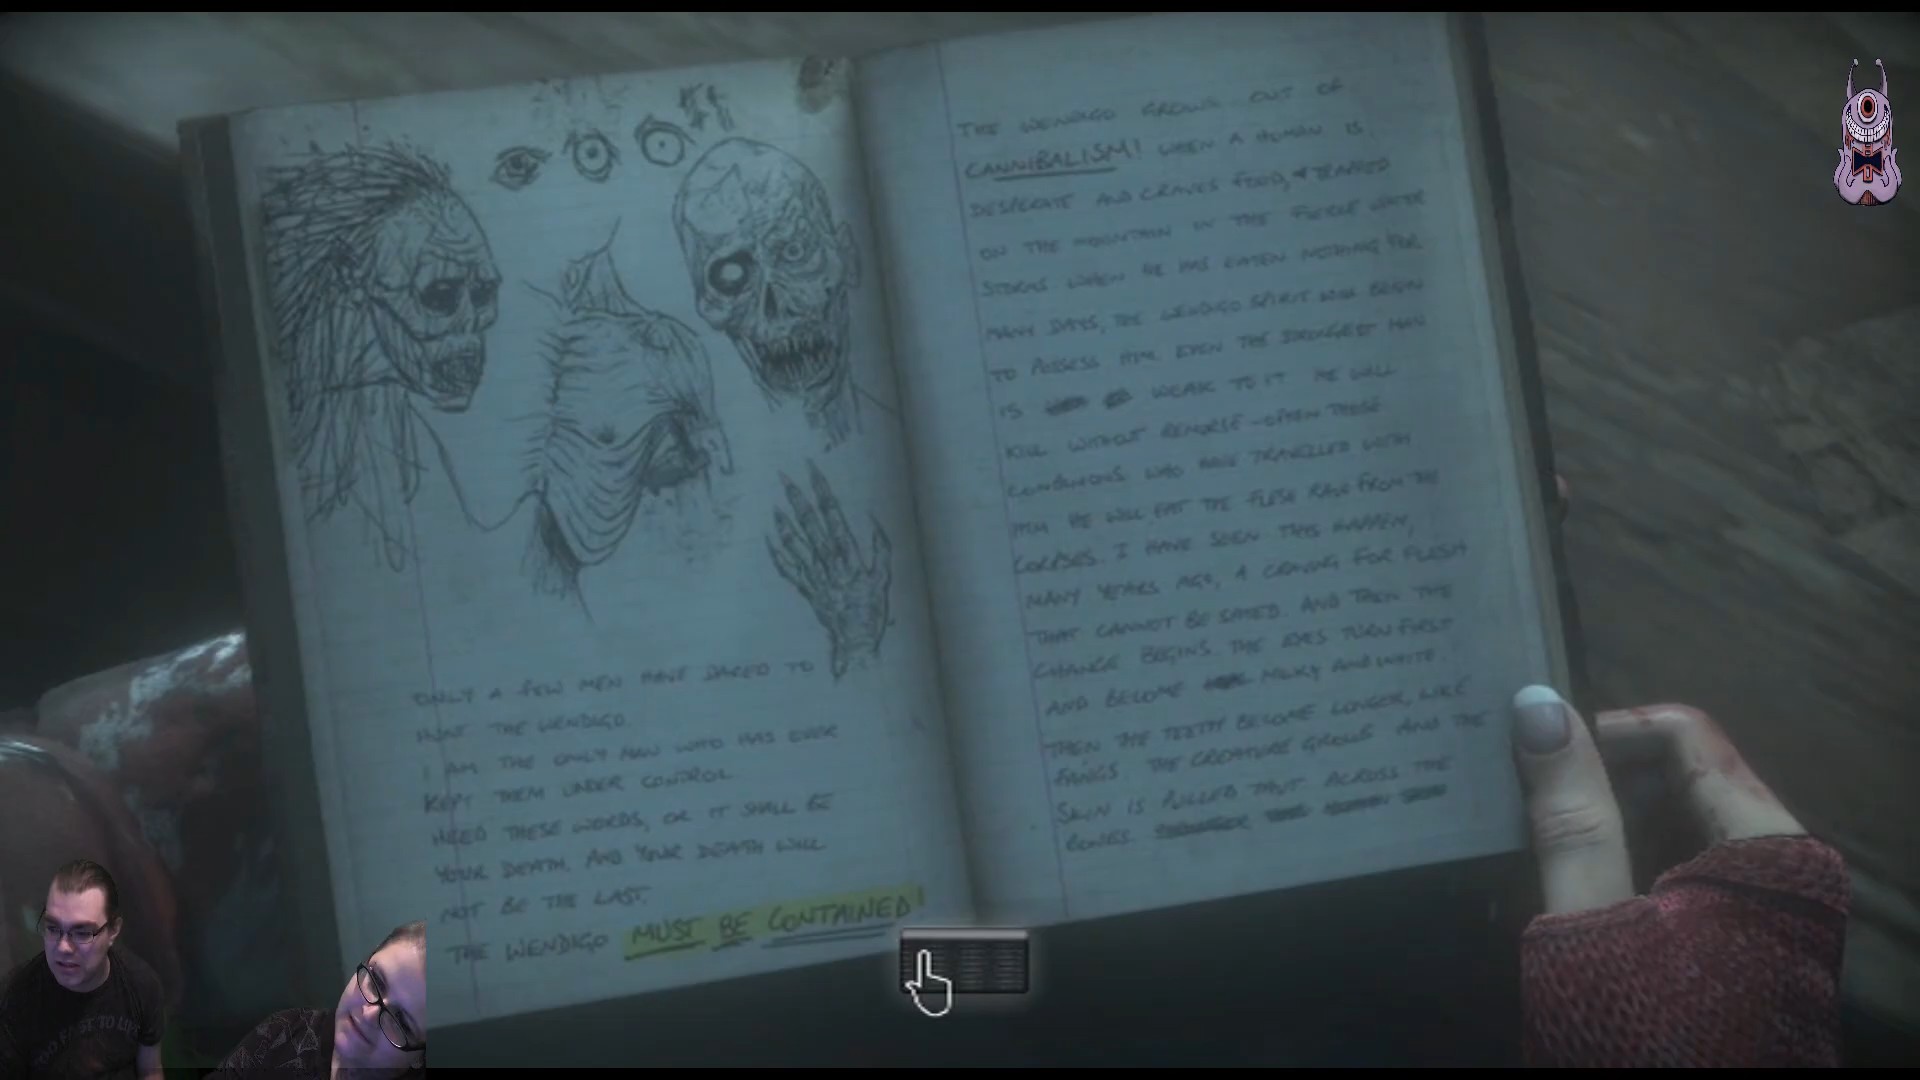 ONLY A FEW MEN HAVE DARED TO
HUNT THE WENDIGO.
I AM THE ONLY MAN WHO HAS EVER
KEPT THEM UNDER CONTROL.
HEED THESE WORDS, OR IT SHALL BE
YOUR DEATH. AND YOUR DEATH WILL
NOT BE THE LAST.
THE WENDIGO MUST BE CONTAINED!
THE WENDIGO GROWS OUT OF
CANNIBALISM! WHEN A HUMAN IS
DESPERATE AND CRAVES FOOD, & TRAPPED
ON THE MOUNTAIN IN THE FIERCE WINTER
STORMS. WHEN HE HAS EATEN NOTHING FOR
MANY DAYS, THE WENDIGO SPIRIT WILL BEGIN
TO POSSESS HIM. EVEN THE STRONGEST MAN
IS WEAK TO IT. HE WILL
KILL WITHOUT REMORSE - OFTEN THOSE
COMPANIONS WHO HAVE TRAVELLED WITH
HIM. HE WILL EAT THE FLESH RAW FROM THE
CORPSES. I HAVE SEEN THIS HAPPEN,
MANY YEARS AGO, A CRAVING FOR FLESH
THAT CANNOT BE SATED. AND THEN THE
CHANGE BEGINS. THE EYES TURN FIRST
AND BECOME MILKY AND WHITE.
THEN THE TEETH BECOME LONGER, LIKE
FANGS. THE CREATURE GROWS AND THE
SKIN IS PULLED TAUT ACROSS THE
BONES.